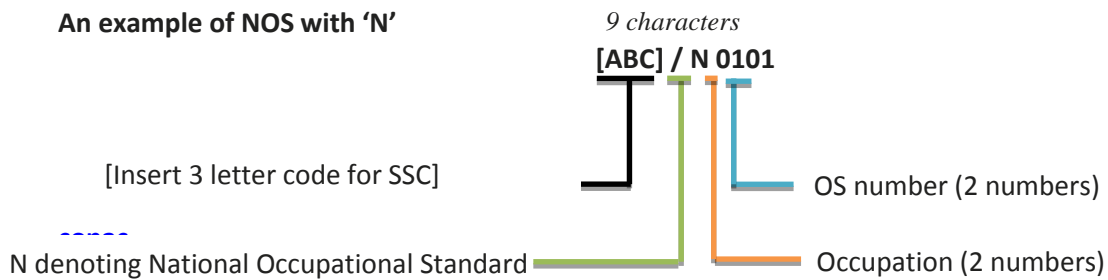 An example of NOS with ‘N’
9 characters
[ABC] / N 0101
[Insert 3 letter code for SSC]
OS number (2 numbers)
N denoting National Occupational Standard
Occupation (2 numbers)